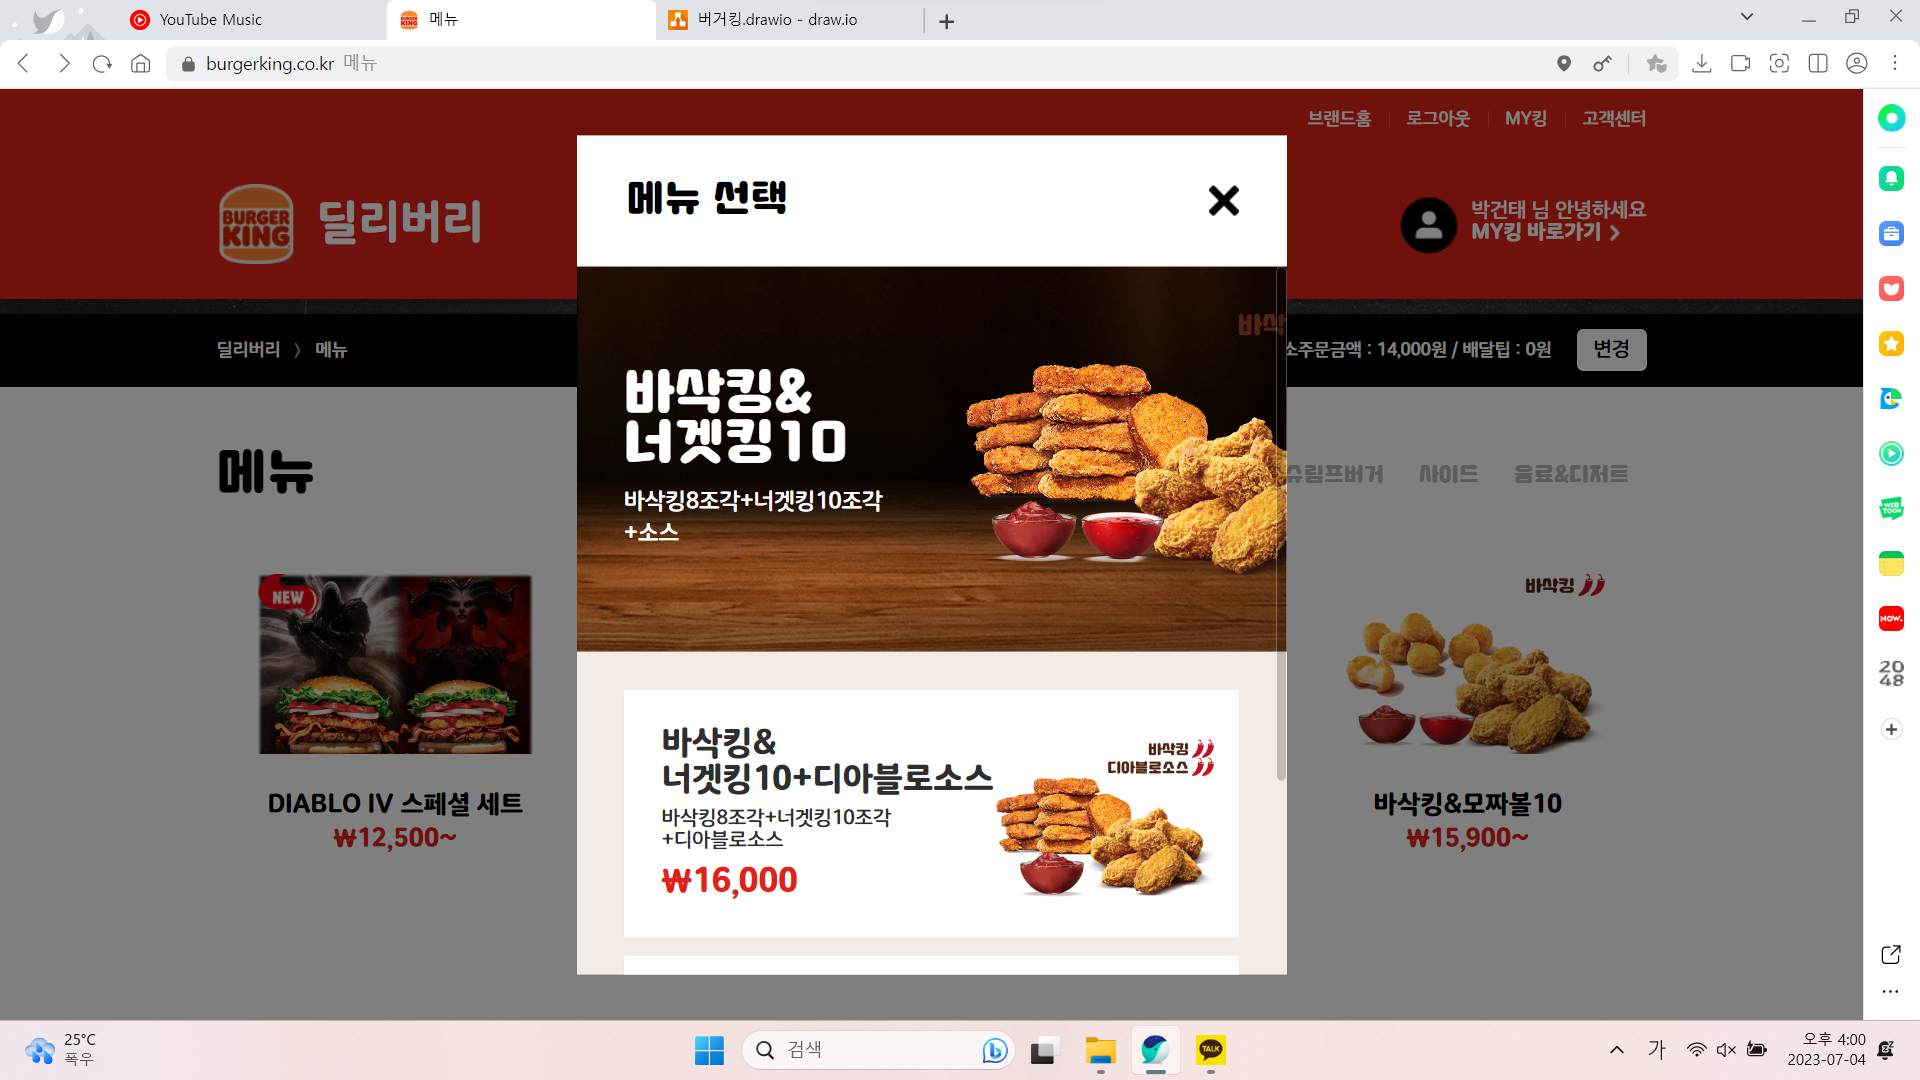 YouTube Music
메뉴
버거킹.drawio - draw.io
burgerking.co.kr 메뉴
브랜드홈
로그아웃
MY킹
고객센터
BURGER
KING
딜리버리
박건태 님 안녕하세요
MY킹 바로가기
딜리버리 > 메뉴
소주문금액 : 14,000원 / 배달팁 : 0원
변경
메뉴
슈림프버거
사이드
음료&디저트
메뉴 선택
바삭
바삭킹&
너겟킹10
바삭킹8조각+너겟킹10조각
+소스
바삭킹&
너겟킹10+디아블로소스
바삭킹8조각+너겟킹10조각
+디아블로소스
₩16,000
바삭킹
디아블로소스
NEW
DIABLO IV 스페셜 세트
₩12,500~
바삭킹
바삭킹&모짜볼10
₩15,900~
WEB
TOON
NOW.
20
48
25°C
폭우
검색
TALK
가
오후 4:00
2023-07-04